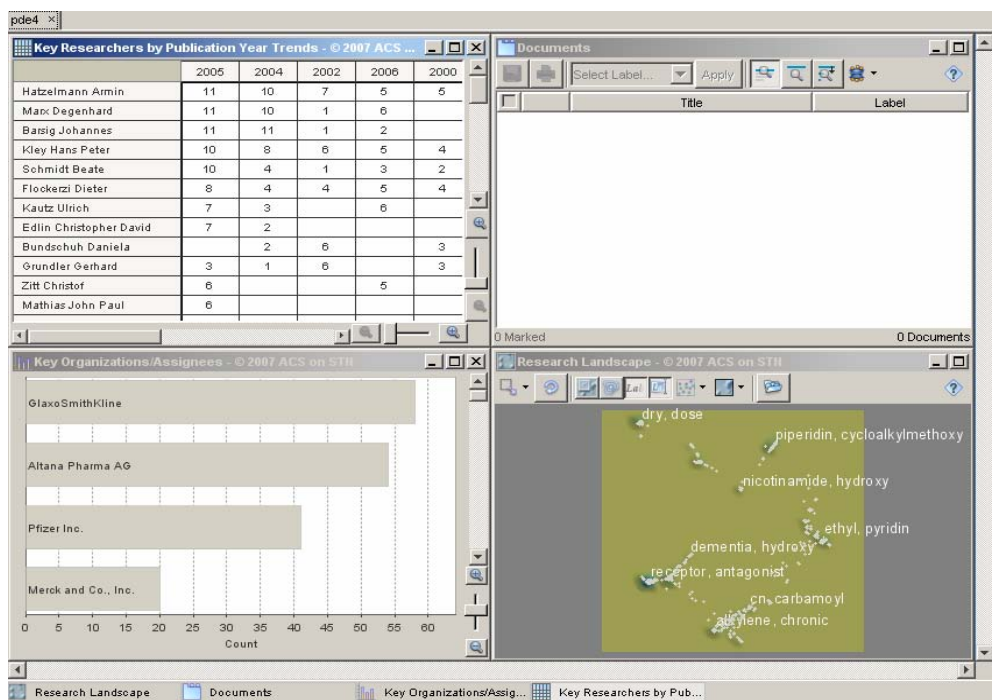 pde4 ×
Key Researchers by Publication Year Trends - © 2007 ACS ...
2005 2004 2002 2006 2000
Hatzelmann Armin 11 10 7 5 5
Marx Degenhard 11 10 1 6
Barsig Johannes 11 11 1 2
Kley Hans Peter 10 8 6 5 4
Schmidt Beate 10 4 1 3 2
Flockerzi Dieter 8 4 4 5 4
Kautz Ulrich 7 3 6
Edlin Christopher David 7 2
Bundschuh Daniela 2 6 3
Grundler Gerhard 3 1 6 3
Zitt Christof 6 5
Mathias John Paul 6
Documents
Select Label... Apply
Title Label
0 Marked 0 Documents
Key Organizations/Assignees - © 2007 ACS on STN
GlaxoSmithKline
Altana Pharma AG
Pfizer Inc.
Merck and Co., Inc.
0 5 10 15 20 25 30 35 40 45 50 55 60
Count
Research Landscape - © 2007 ACS on STN
Lal
dry, dose
piperidin, cycloalkylmethoxy
nicotinamide, hydroxy
ethyl, pyridin
dementia, hydroxy
receptor, antagonist
cn, carbamoyl
alkylene, chronic
Research Landscape Documents Key Organizations/Assig... Key Researchers by Pub...